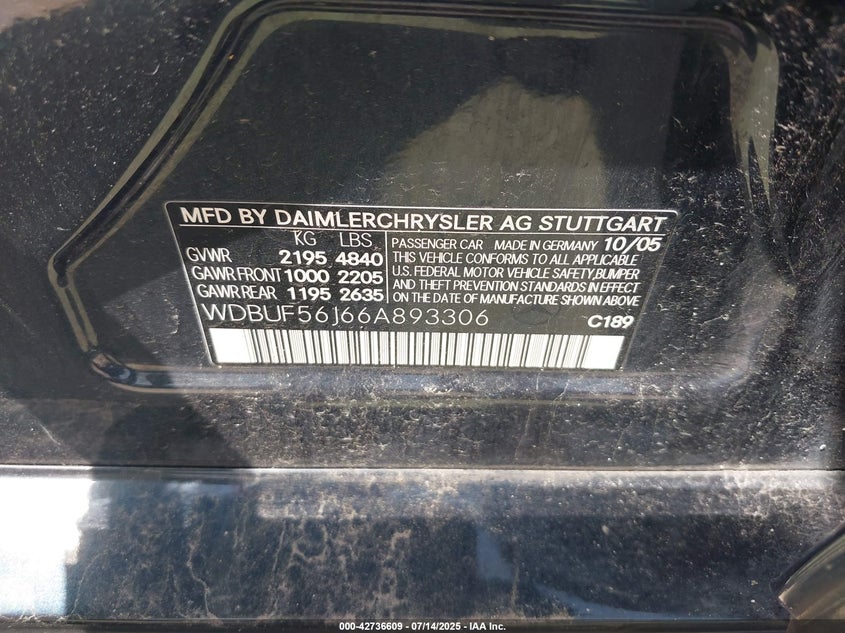 MFD BY DAIMLERCHRYSLER AG STUTTGART
KG LBS
GVWR 2195 4840
GAWR FRONT 1000 2205
GAWR REAR 1195 2635
PASSENGER CAR MADE IN GERMANY 10/05
THIS VEHICLE CONFORMS TO ALL APPLICABLE
U.S. FEDERAL MOTOR VEHICLE SAFETY, BUMPER
AND THEFT PREVENTION STANDARDS IN EFFECT
ON THE DATE OF MANUFACTURE SHOWN ABOVE
WDBUF56J66A893306 C189
000-42736609 - 07/14/2025 - IAA Inc.